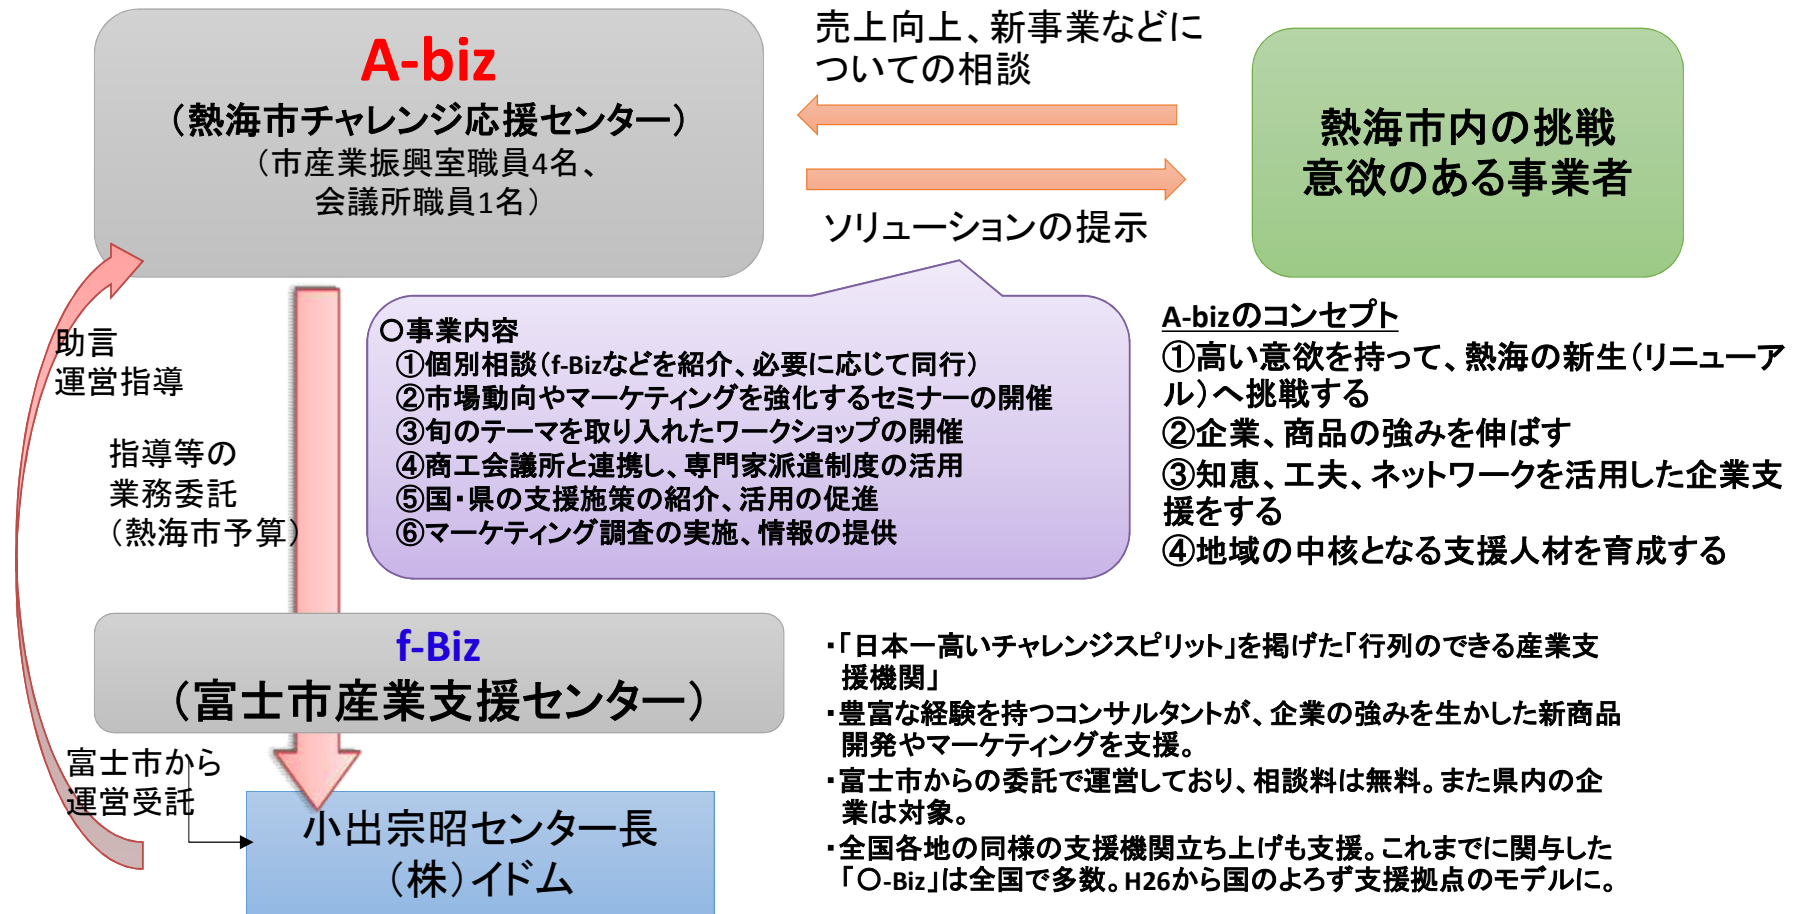 A-biz
（熱海市チャレンジ応援センター）
（市産業振興室職員4名、
会議所職員1名）
売上向上、新事業などに
ついての相談
ソリューションの提示
熱海市内の挑戦
意欲のある事業者
助言
運営指導
指導等の
業務委託
（熱海市予算）
〇事業内容
①個別相談（f-Bizなどを紹介、必要に応じて同行）
②市場動向やマーケティングを強化するセミナーの開催
③旬のテーマを取り入れたワークショップの開催
④商工会議所と連携し、専門家派遣制度の活用
⑤国・県の支援施策の紹介、活用の促進
⑥マーケティング調査の実施、情報の提供
A-bizのコンセプト
①高い意欲を持って、熱海の新生（リニューア
ル）へ挑戦する
②企業、商品の強みを伸ばす
③知恵、工夫、ネットワークを活用した企業支
援をする
④地域の中核となる支援人材を育成する
f-Biz
（富士市産業支援センター）
富士市から
運営受託
小出宗昭センター長
（株）イドム
・「日本一高いチャレンジスピリット」を掲げた「行列のできる産業支
援機関」
・豊富な経験を持つコンサルタントが、企業の強みを生かした新商品
開発やマーケティングを支援。
・富士市からの委託で運営しており、相談料は無料。また県内の企
業は対象。
・全国各地の同様の支援機関立ち上げも支援。これまでに関与した
「〇-Biz」は全国で多数。H26から国のよろず支援拠点のモデルに。